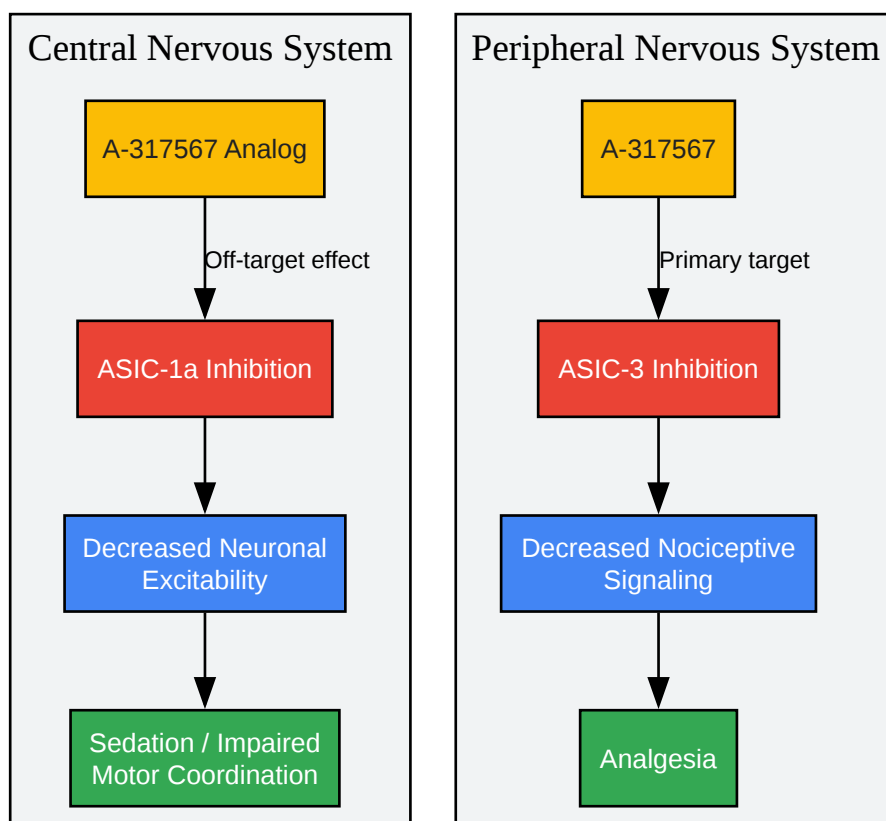 Central Nervous System
A-317567 Analog
Off-target effect
ASIC-1a Inhibition
Decreased Neuronal
Excitability
Sedation / Impaired
Motor Coordination
Peripheral Nervous System
A-317567
Primary target
ASIC-3 Inhibition
Decreased Nociceptive
Signaling
Analgesia